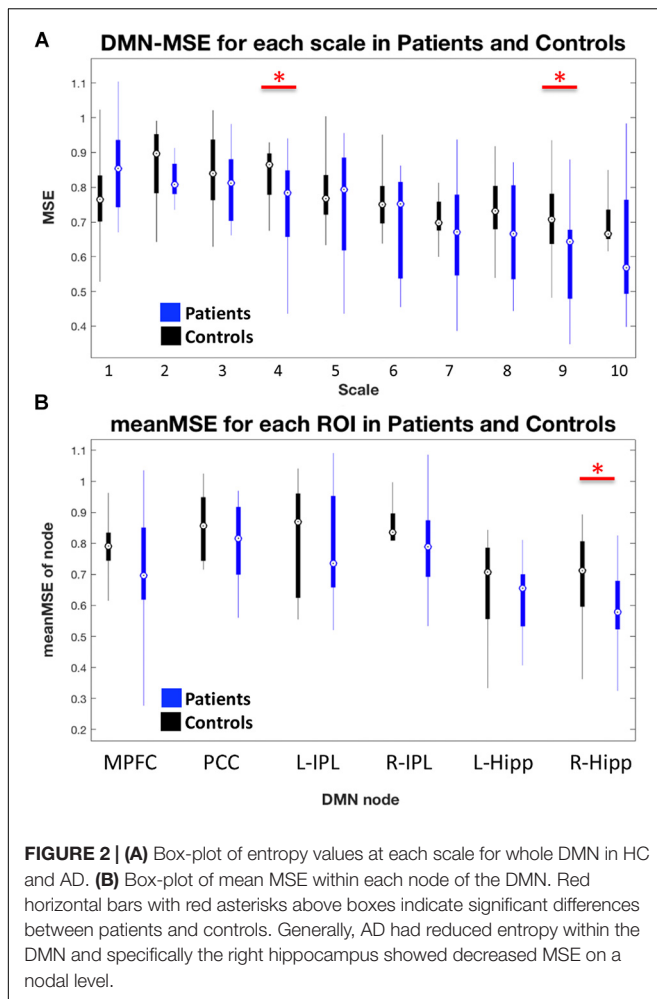 A
DMN-MSE for each scale in Patients and Controls
*
*
1.1
1
0.9
0.8
0.7
0.6
0.5
0.4
MSE
Patients
Controls
1 2 3 4 5 6 7 8 9 10
Scale
B
meanMSE for each ROI in Patients and Controls
*
1.1
1
0.9
0.8
0.7
0.6
0.5
0.4
0.3
0.2
meanMSE of node
Patients
Controls
MPFC PCC L-IPL R-IPL L-Hipp R-Hipp
DMN node
FIGURE 2 | (A) Box-plot of entropy values at each scale for whole DMN in HC
and AD. (B) Box-plot of mean MSE within each node of the DMN. Red
horizontal bars with red asterisks above boxes indicate significant differences
between patients and controls. Generally, AD had reduced entropy within the
DMN and specifically the right hippocampus showed decreased MSE on a
nodal level.